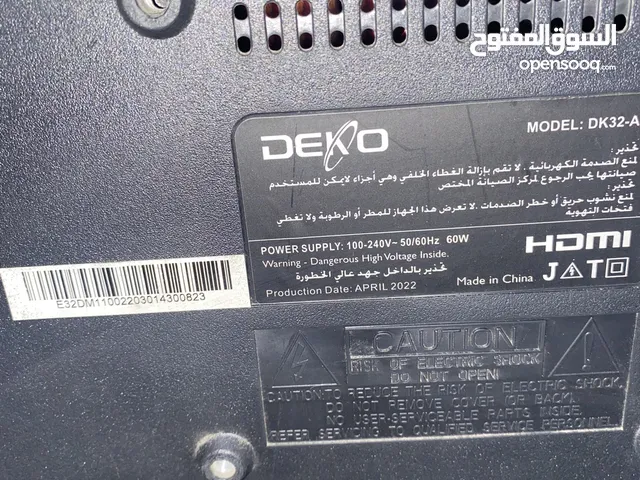 السوق المفتوح
opensooq.com
DEKO
MODEL: DK32-A
تحذير:
لمنع الصدمة الكهربائية . لا تقم بإزالة الغطاء الخلفي وهي أجزاء لايمكن للمستخدم
صيانتها يجب الرجوع لمركز الصيانة المختص
تحذير:
لمنع نشوب حريق أو خطر الصدمات .لا تعرض هذا الجهاز للمطر أو الرطوبة ولا تغطي
فتحات التهوية
POWER SUPPLY: 100-240V~ 50/60Hz 60W
HDMI
Warning - Dangerous High Voltage Inside.
تحذير بالداخل جهد عالي الخطورة
Made in China
Production Date: APRIL 2022
E32DM11002203014300823
CAUTION
RISK OF ELECTRIC SHOCK
DO NOT OPEN!
CAUTION:TO REDUCE THE RISK OF ELECTRIC SHOCK,
DO NOT REMOVE COVER (OR BACK).
NO USER-SERVICEABLE PARTS INSIDE.
REFER SERVICING TO QUALIFIED SERVICE PERSONNEL.